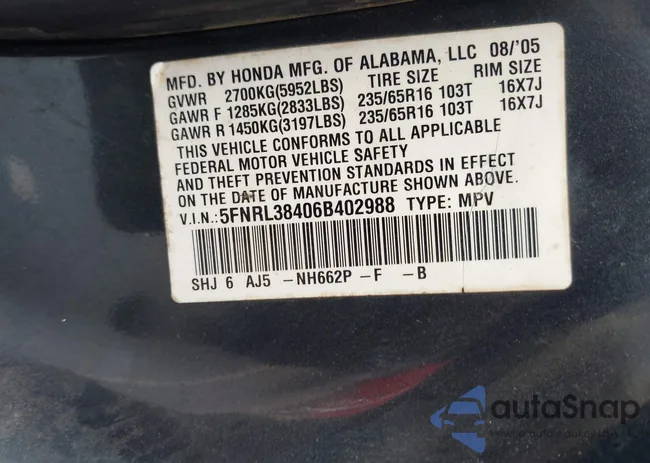 MFD. BY HONDA MFG. OF ALABAMA, LLC 08/'05
GVWR 2700KG(5952LBS) TIRE SIZE RIM SIZE
GAWR F 1285KG(2833LBS) 235/65R16 103T 16X7J
GAWR R 1450KG(3197LBS) 235/65R16 103T 16X7J
THIS VEHICLE CONFORMS TO ALL APPLICABLE
FEDERAL MOTOR VEHICLE SAFETY
AND THEFT PREVENTION STANDARDS IN EFFECT
ON THE DATE OF MANUFACTURE SHOWN ABOVE.
V.I.N.: 5FNRL38406B402988 TYPE: MPV
SHJ 6 AJ5 -NH662P -F -B
autoSnap